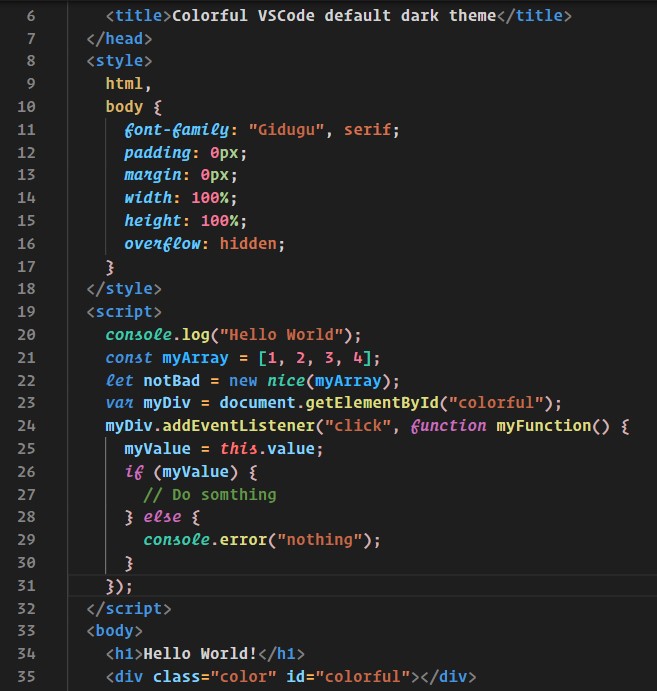 6 <title>Colorful VSCode default dark theme</title>
7 </head>
8 <style>
9 html,
10 body {
11 font-family: "Gidugu", serif;
12 padding: 0px;
13 margin: 0px;
14 width: 100%;
15 height: 100%;
16 overflow: hidden;
17 }
18 </style>
19 <script>
20 console.log("Hello World");
21 const myArray = [1, 2, 3, 4];
22 let notBad = new nice(myArray);
23 var myDiv = document.getElementById("colorful");
24 myDiv.addEventListener("click", function myFunction() {
25 myValue = this.value;
26 if (myValue) {
27 // Do somthing
28 } else {
29 console.error("nothing");
30 }
31 });
32 </script>
33 <body>
34 <h1>Hello World!</h1>
35 <div class="color" id="colorful"></div>